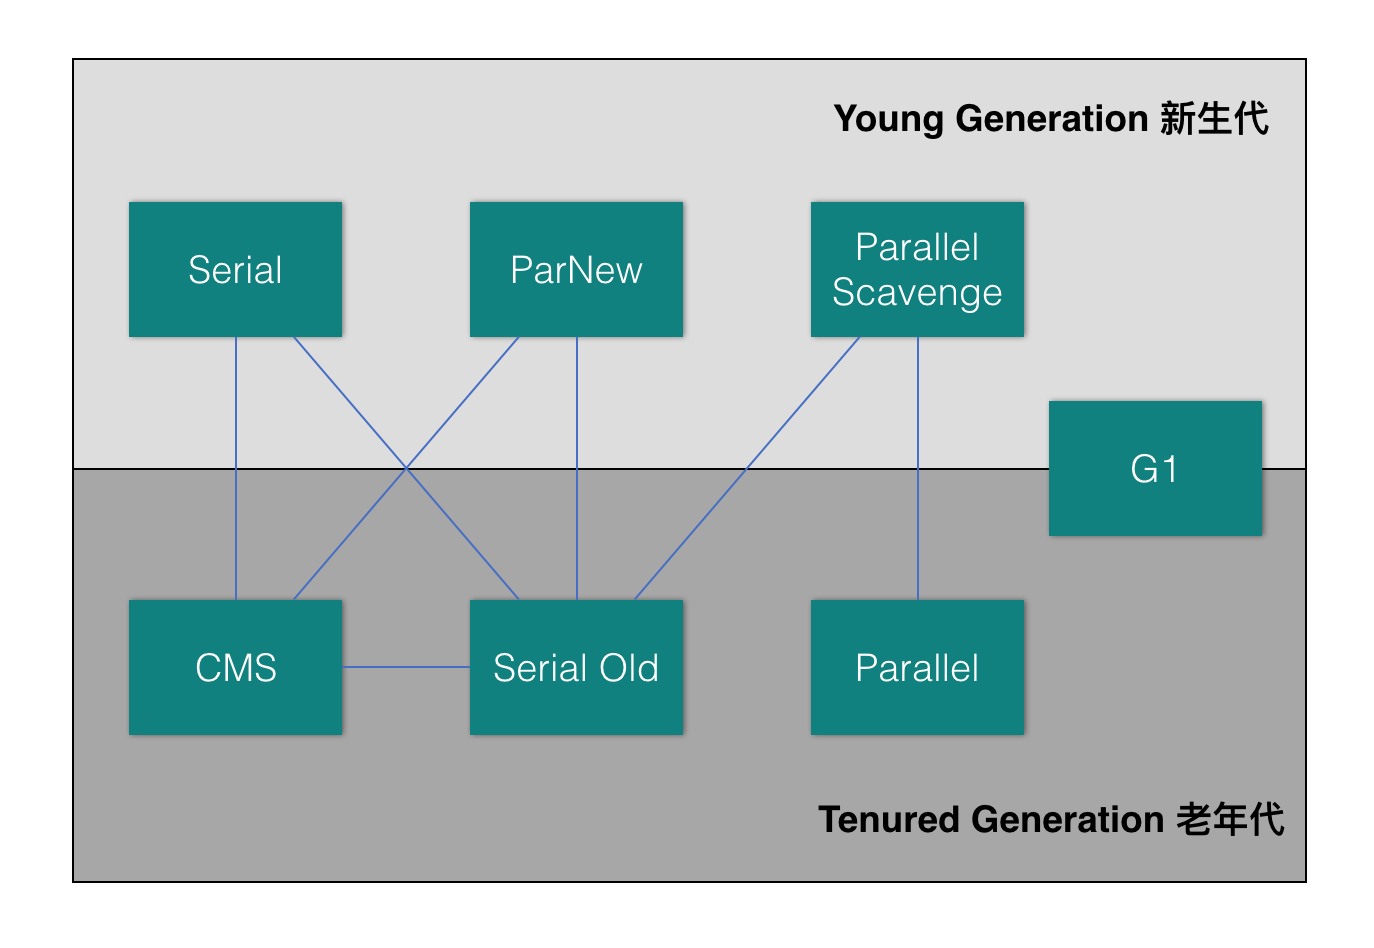 Young Generation 新生代
Serial
ParNew
Parallel
Scavenge
G1
CMS
Serial Old
Parallel
Tenured Generation 老年代